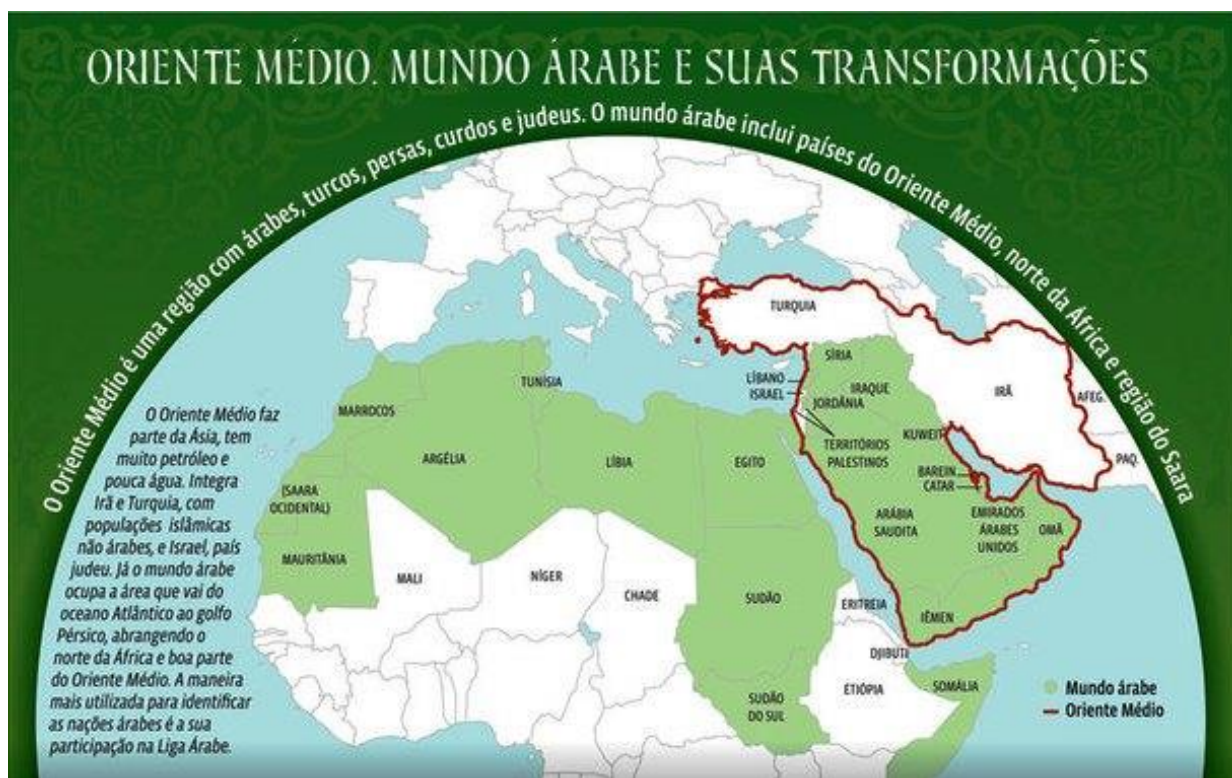 ORIENTE MÉDIO. MUNDO ÁRABE E SUAS TRANSFORMAÇÕES
O Oriente Médio é uma região com árabes, turcos, persas, curdos e judeus. O mundo árabe inclui países do Oriente Médio, norte da África e região do Saara
O Oriente Médio faz
parte da Ásia, tem
muito petróleo e
pouca água. Integra
Irã e Turquia, com
populações islâmicas
não árabes, e Israel, país
judeu. Já o mundo árabe
ocupa a área que vai do
oceano Atlântico ao golfo
Pérsico, abrangendo o
norte da África e boa parte
do Oriente Médio. A maneira
mais utilizada para identificar
as nações árabes é a sua
participação na Liga Árabe.
TURQUIA
SÍRIA
LÍBANO
ISRAEL
IRAQUE
JORDÂNIA
IRÃ
AFEG.
TUNÍSIA
MARROCOS
ARGÉLIA
LÍBIA
EGITO
TERRITÓRIOS
PALESTINOS
KUWEIT
PAQ.
BAREIN
CATAR
(SAARA
OCIDENTAL)
ARÁBIA
SAUDITA
EMIRADOS
ÁRABES
UNIDOS
OMÃ
MAURITÂNIA
MALI
NÍGER
CHADE
SUDÃO
ERITREIA
IÊMEN
DJIBUTI
ETIÓPIA
SOMÁLIA
SUDÃO
DO SUL
Mundo árabe
Oriente Médio